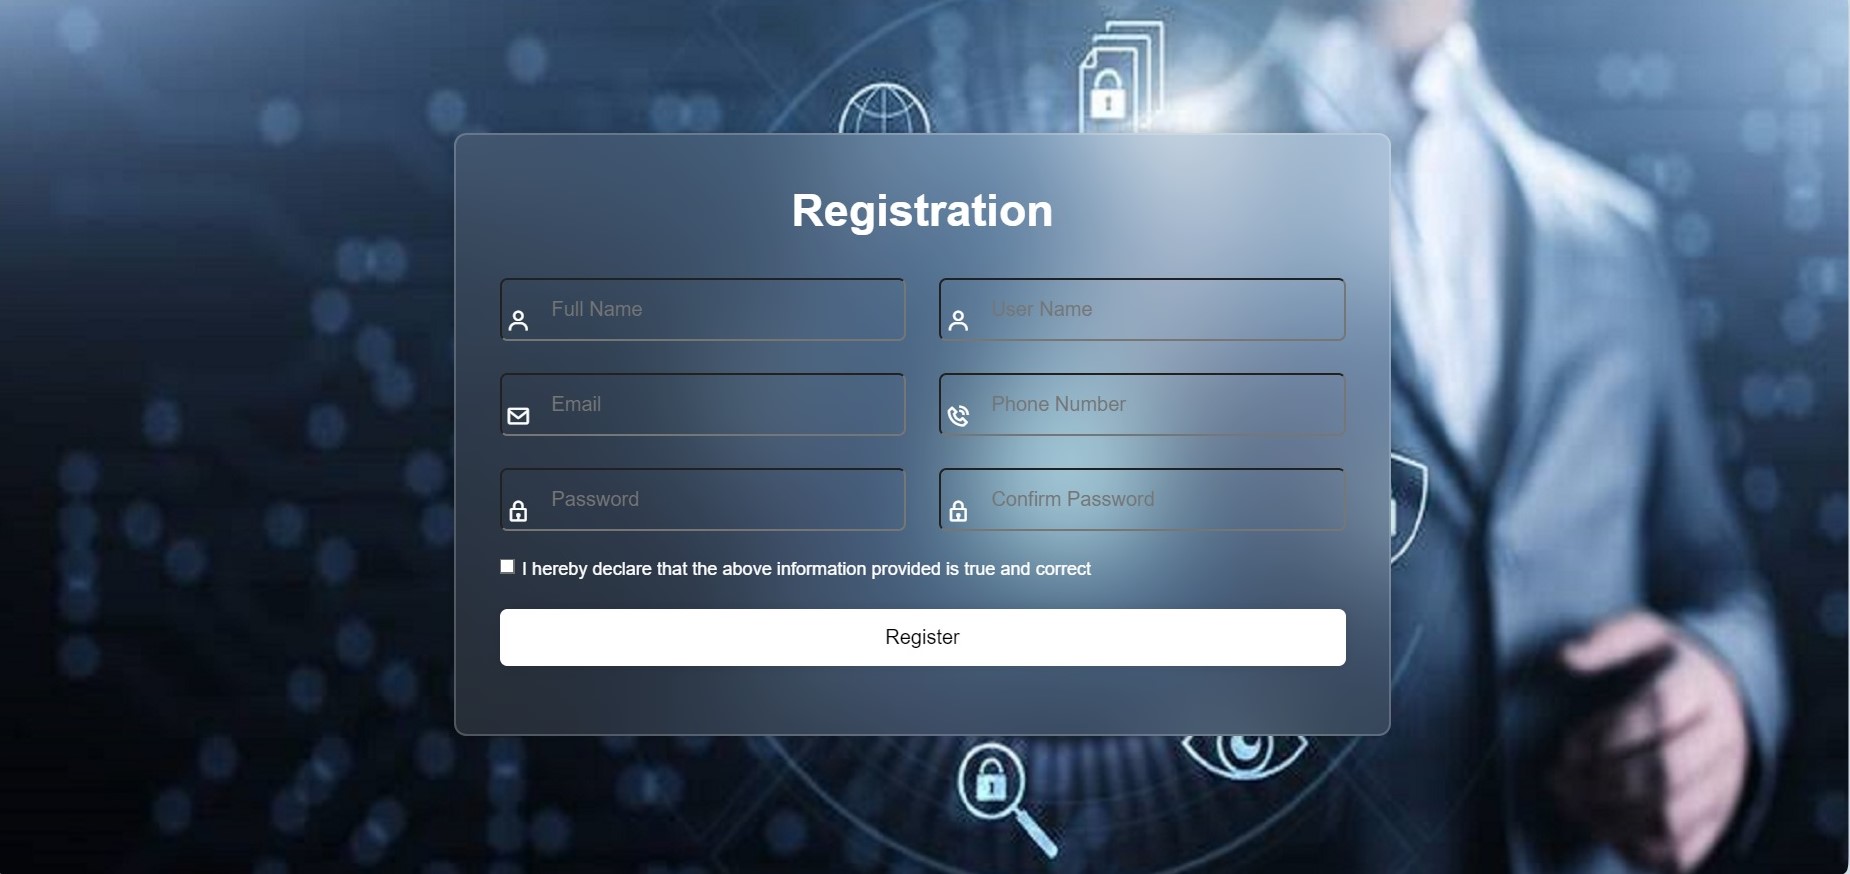 Registration
Full Name
User Name
Email
Phone Number
Password
Confirm Password
I hereby declare that the above information provided is true and correct
Register